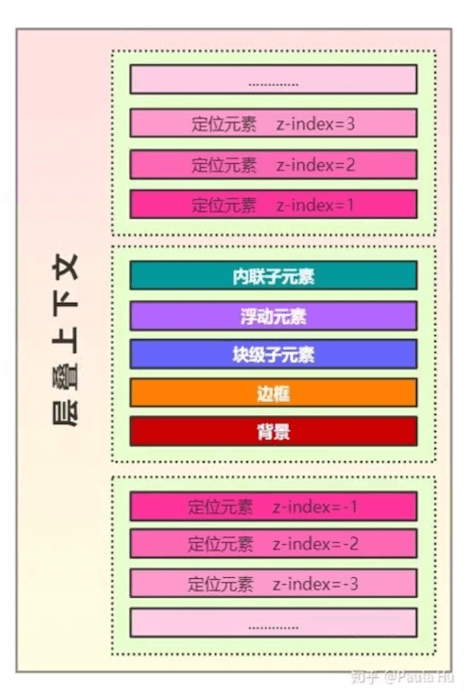 层叠上下文
.............
定位元素 z-index=3
定位元素 z-index=2
定位元素 z-index=1
内联子元素
浮动元素
块级子元素
边框
背景
定位元素 z-index=-1
定位元素 z-index=-2
定位元素 z-index=-3
.............
知乎 @Paula Hu